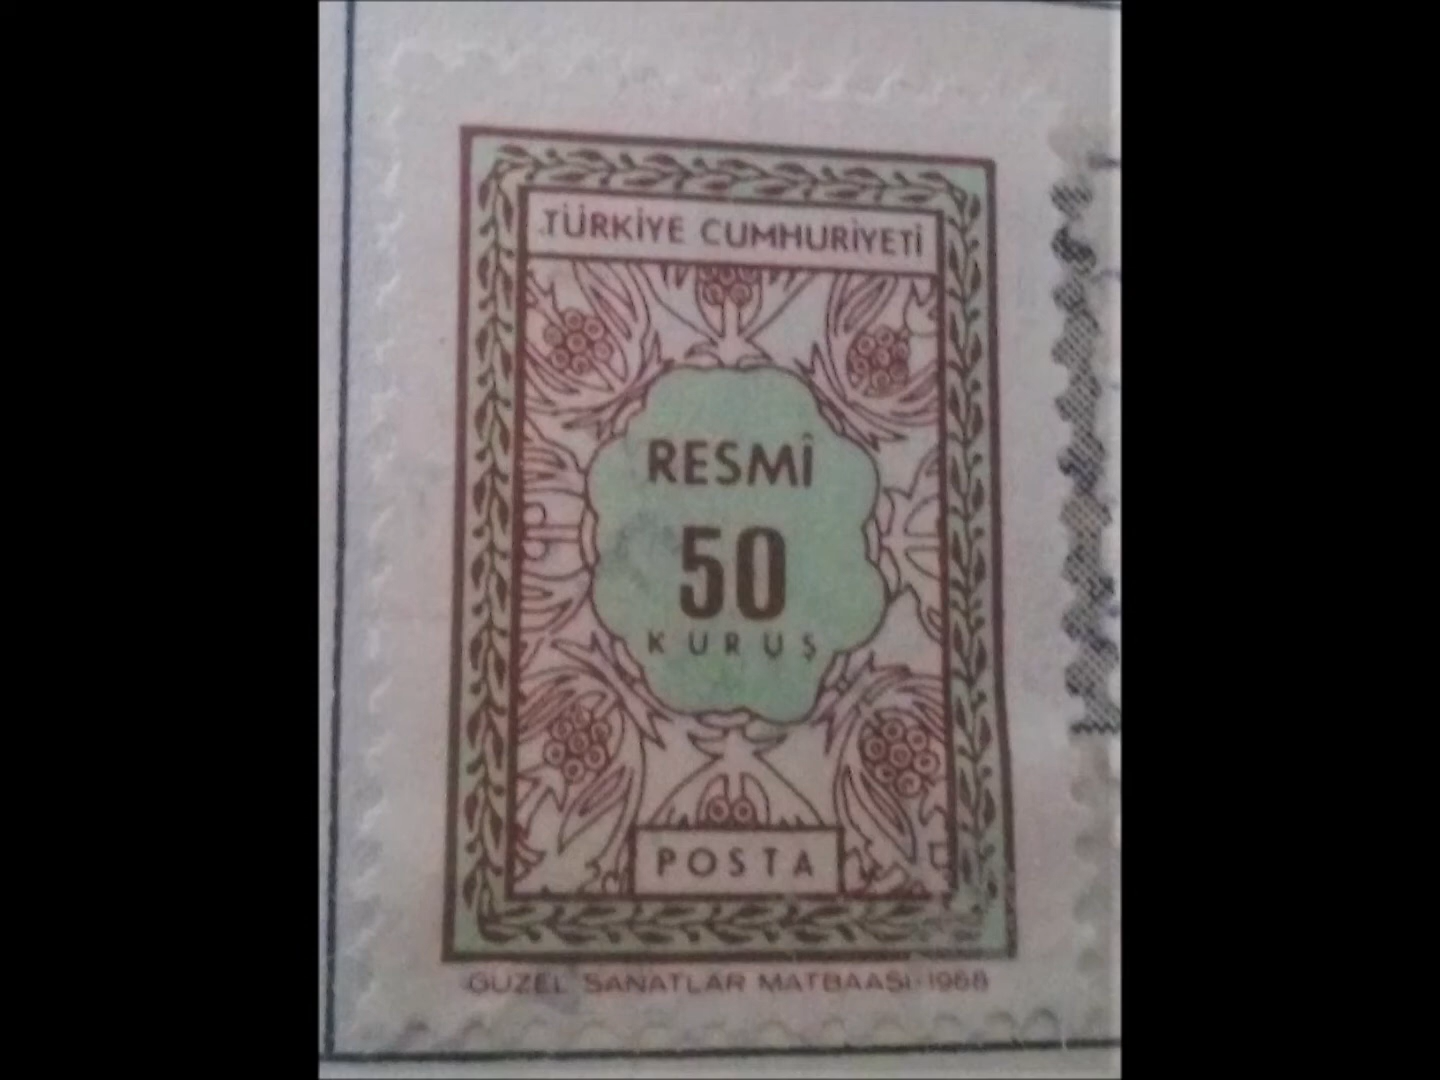 TÜRKİYE CUMHURİYETİ
RESMÎ
50
KURUŞ
POSTA
GÜZEL SANATLAR MATBAASI-1968